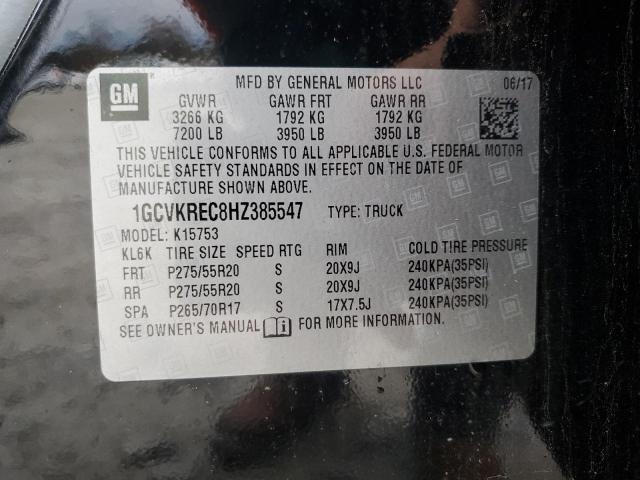 GM
MFD BY GENERAL MOTORS LLC 06/17
GVWR GAWR FRT GAWR RR
3266 KG 1792 KG 1792 KG
7200 LB 3950 LB 3950 LB
THIS VEHICLE CONFORMS TO ALL APPLICABLE U.S. FEDERAL MOTOR
VEHICLE SAFETY STANDARDS IN EFFECT ON THE DATE OF
MANUFACTURE SHOWN ABOVE.
1GCVKREC8HZ385547 TYPE: TRUCK
MODEL: K15753
KL6K TIRE SIZE SPEED RTG RIM COLD TIRE PRESSURE
FRT P275/55R20 S 20X9J 240KPA(35PSI)
RR P275/55R20 S 20X9J 240KPA(35PSI)
SPA P265/70R17 S 17X7.5J 240KPA(35PSI)
SEE OWNER'S MANUAL FOR MORE INFORMATION.